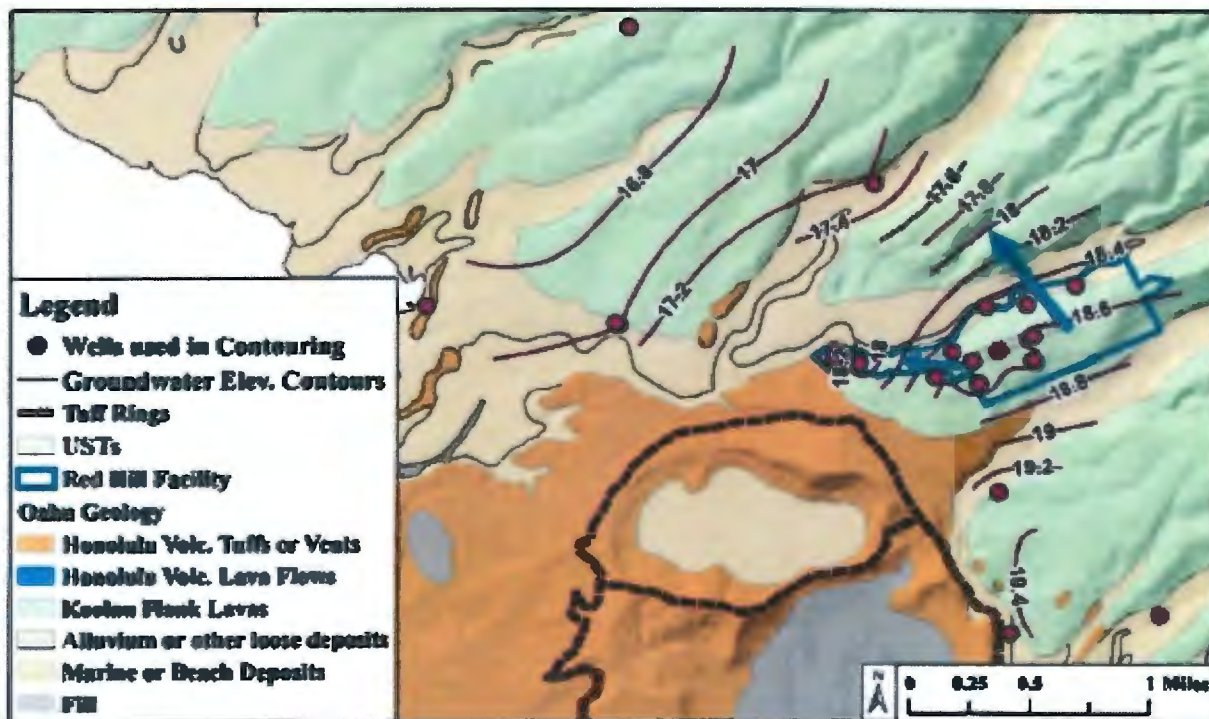 16.8
17
17.2
17.4
17.6
17.8
18
18.2
18.4
18.6
18.8
19
19.2
19.4
Legend
Wells used in Contouring
Groundwater Elev. Contours
Tuff Rings
USTs
Red Hill Facility
Oahu Geology
Honolulu Volc. Tuffs or Vents
Honolulu Volc. Lava Flows
Koolau Flank Lavas
Alluvium or other loose deposits
Marine or Beach Deposits
Fill
N
0 0.25 0.5 1 Miles